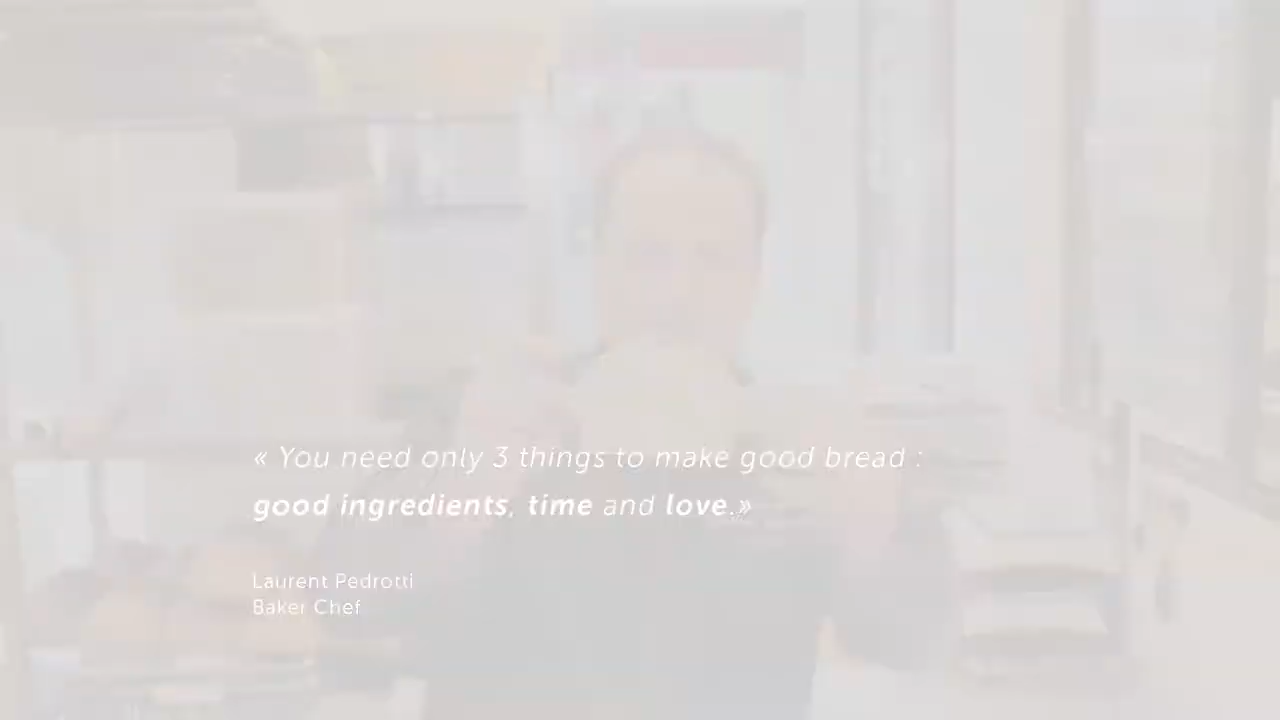 « You need only 3 things to make good bread :
good ingredients, time and love.»
Laurent Pedrotti
Baker Chef